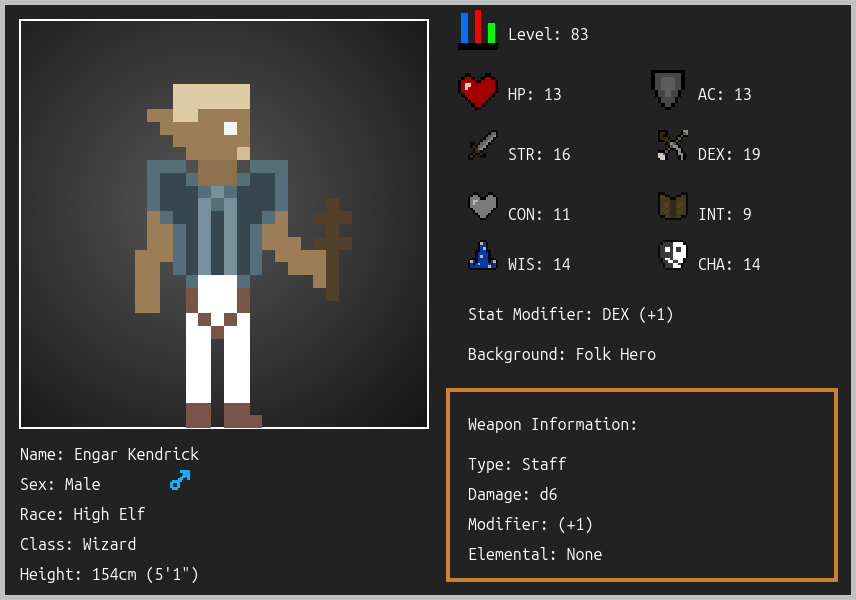 Level: 83
HP: 13
AC: 13
STR: 16
DEX: 19
CON: 11
INT: 9
WIS: 14
CHA: 14
Stat Modifier: DEX (+1)
Background: Folk Hero
Weapon Information:
Type: Staff
Damage: d6
Modifier: (+1)
Elemental: None
Name: Engar Kendrick
Sex: Male
Race: High Elf
Class: Wizard
Height: 154cm (5'1")